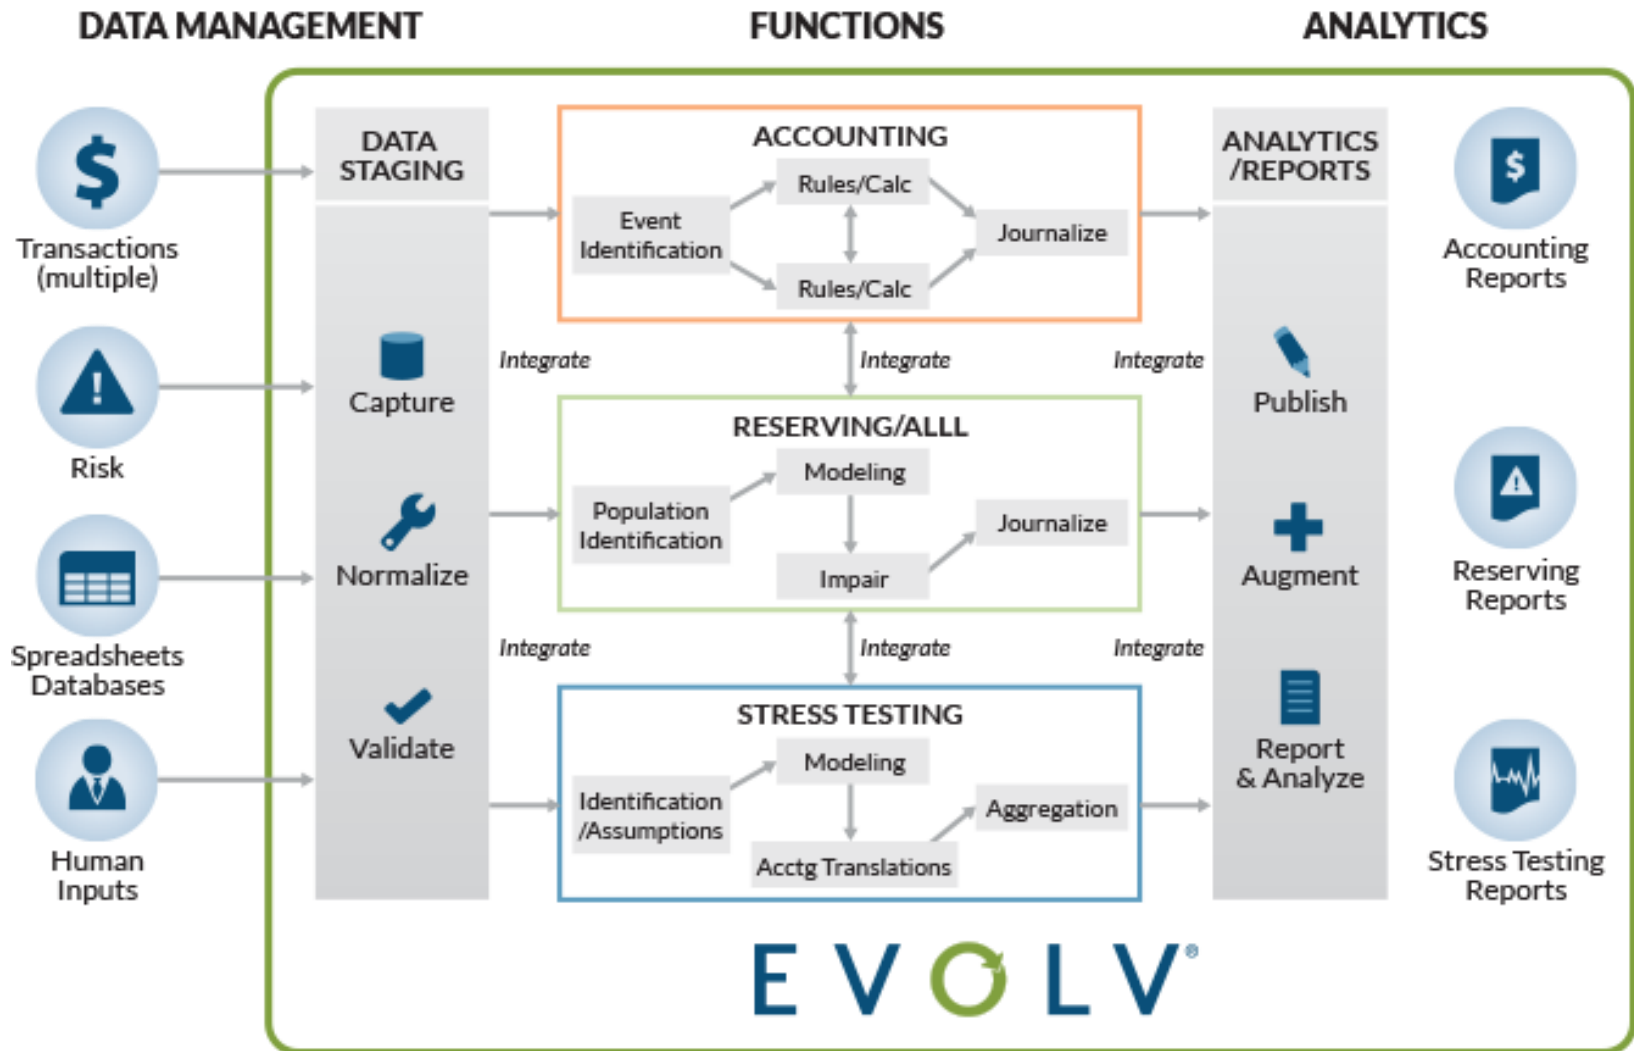 DATA MANAGEMENT
FUNCTIONS
ANALYTICS
Transactions
(multiple)
Risk
Spreadsheets
Databases
Human
Inputs
DATA
STAGING
Capture
Normalize
Validate
Integrate
Integrate
ACCOUNTING
Event
Identification
Rules/Calc
Rules/Calc
Journalize
Integrate
RESERVING/ALLL
Population
Identification
Modeling
Impair
Journalize
Integrate
STRESS TESTING
Identification
/Assumptions
Modeling
Acctg Translations
Aggregation
Integrate
Integrate
ANALYTICS
/REPORTS
Publish
Augment
Report
& Analyze
Accounting
Reports
Reserving
Reports
Stress Testing
Reports
EVOLV®